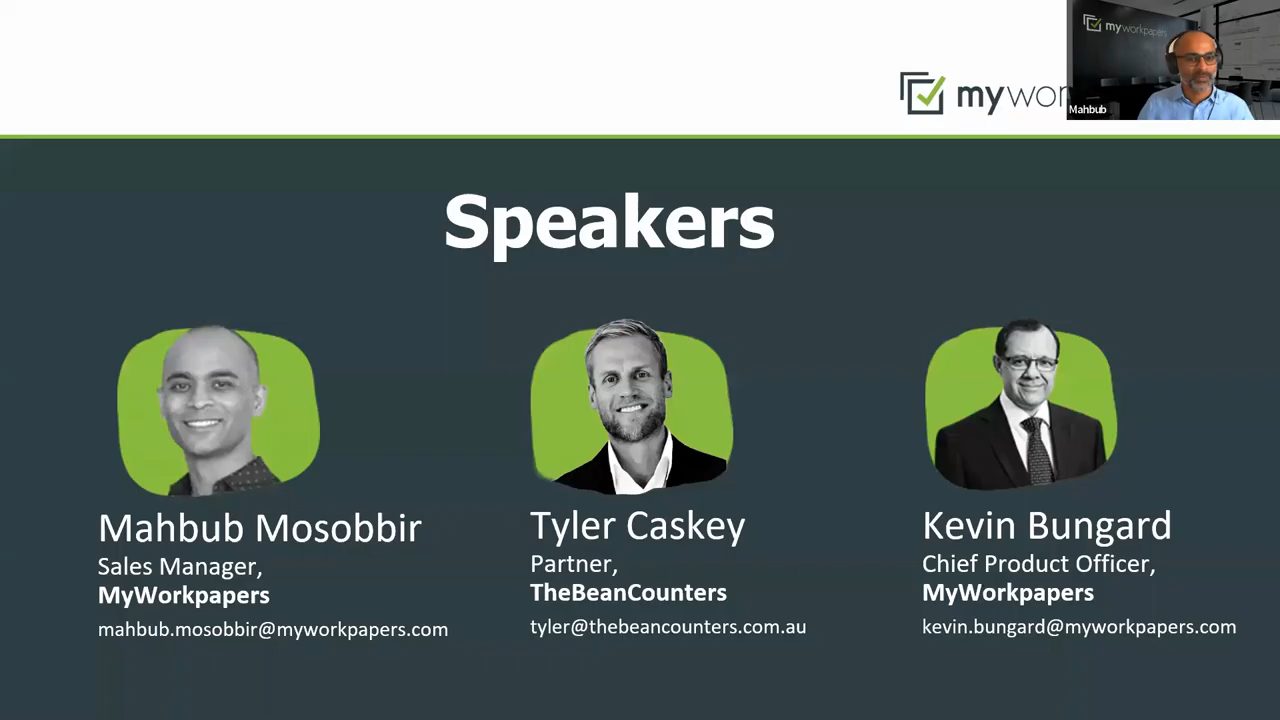 myworkpapers
mywor
Mahbub
Speakers
Mahbub Mosobbir
Sales Manager,
MyWorkpapers
mahbub.mosobbir@myworkpapers.com
Tyler Caskey
Partner,
TheBeanCounters
tyler@thebeancounters.com.au
Kevin Bungard
Chief Product Officer,
MyWorkpapers
kevin.bungard@myworkpapers.com